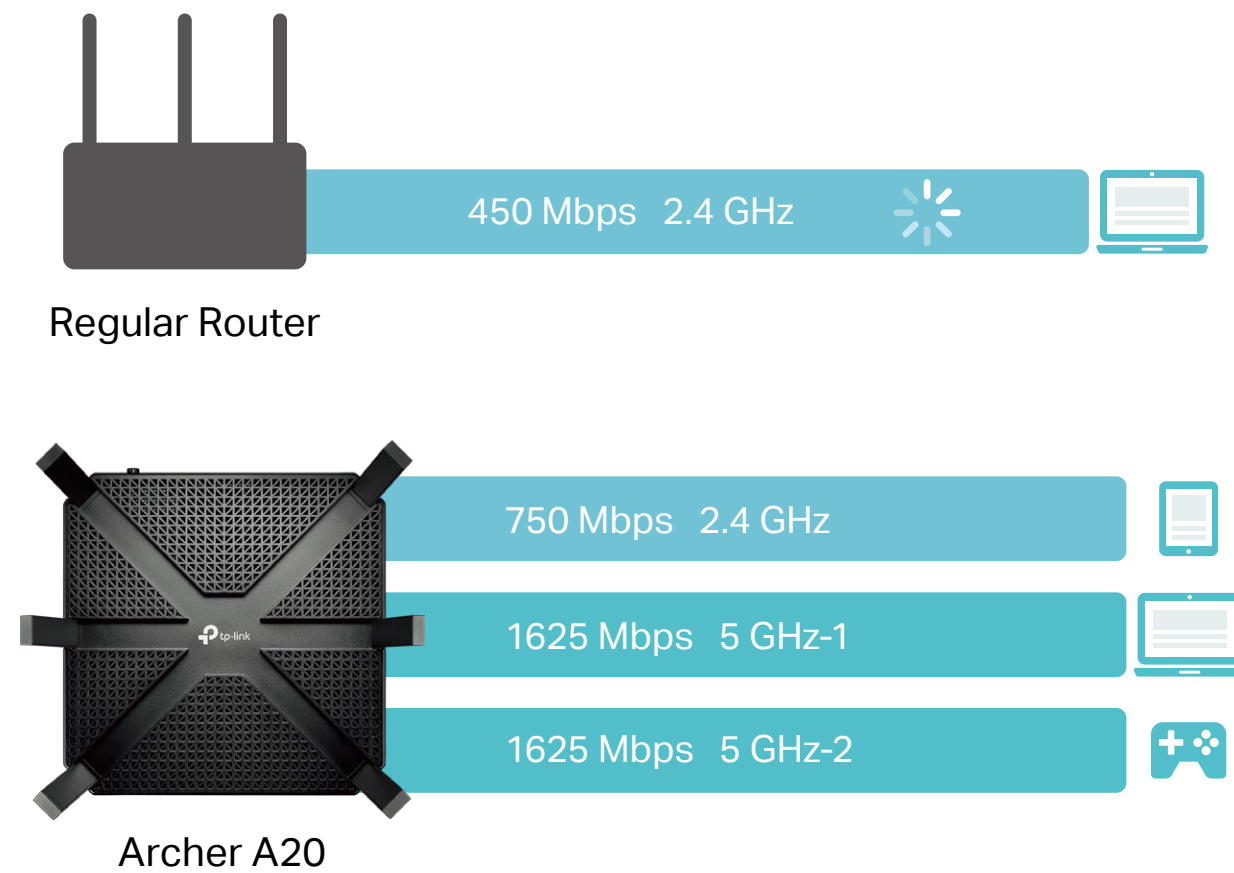 450 Mbps 2.4 GHz
Regular Router
750 Mbps 2.4 GHz
tp-link
1625 Mbps 5 GHz-1
1625 Mbps 5 GHz-2
Archer A20